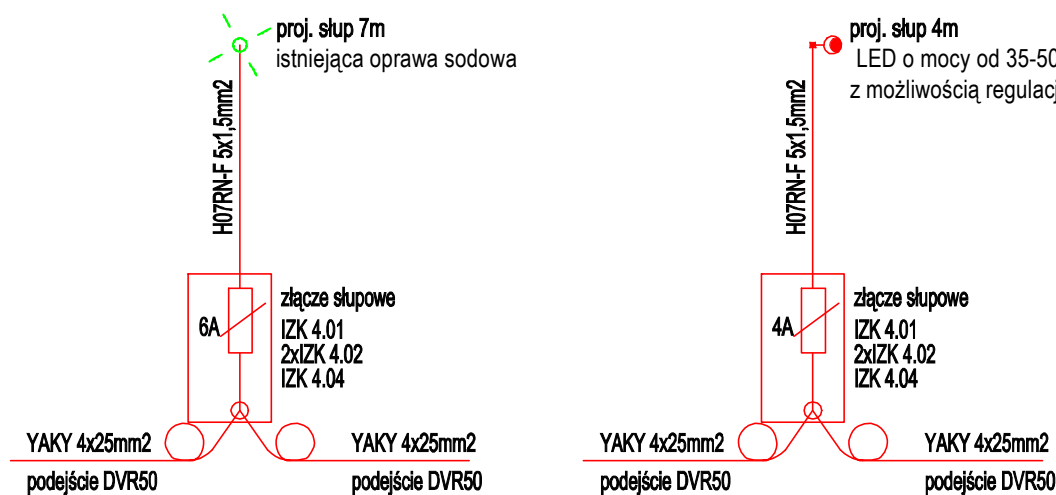 proj. słup 7m
istniejąca oprawa sodowa
H07RN-F 5x1,5mm2
6A
złącze słupowe
IZK 4.01
2xIZK 4.02
IZK 4.04
YAKY 4x25mm2
podejście DVR50
YAKY 4x25mm2
podejście DVR50
proj. słup 4m
LED o mocy od 35-50
z możliwością regulacj
H07RN-F 5x1,5mm2
4A
złącze słupowe
IZK 4.01
2xIZK 4.02
IZK 4.04
YAKY 4x25mm2
podejście DVR50
YAKY 4x25mm2
podejście DVR50